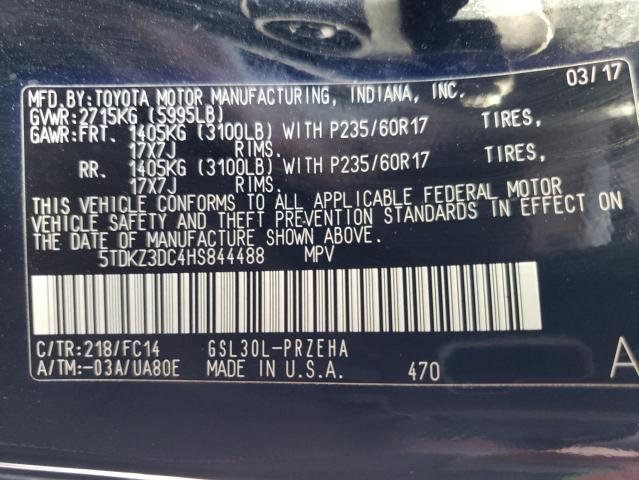 03/17
MFD.BY:TOYOTA MOTOR MANUFACTURING, INDIANA, INC.
GVWR:2715KG (5995LB)
GAWR:FRT. 1405KG (3100LB) WITH P235/60R17 TIRES,
17X7J RIMS.
RR. 1405KG (3100LB) WITH P235/60R17 TIRES,
17X7J RIMS.
THIS VEHICLE CONFORMS TO ALL APPLICABLE FEDERAL MOTOR
VEHICLE SAFETY AND THEFT PREVENTION STANDARDS IN EFFECT ON
THE DATE OF MANUFACTURE SHOWN ABOVE.
5TDKZ3DC4HS844488 MPV
C/TR:218/FC14 GSL30L-PRZEHA
A/TM:-03A/UA80E MADE IN U.S.A. 470 A